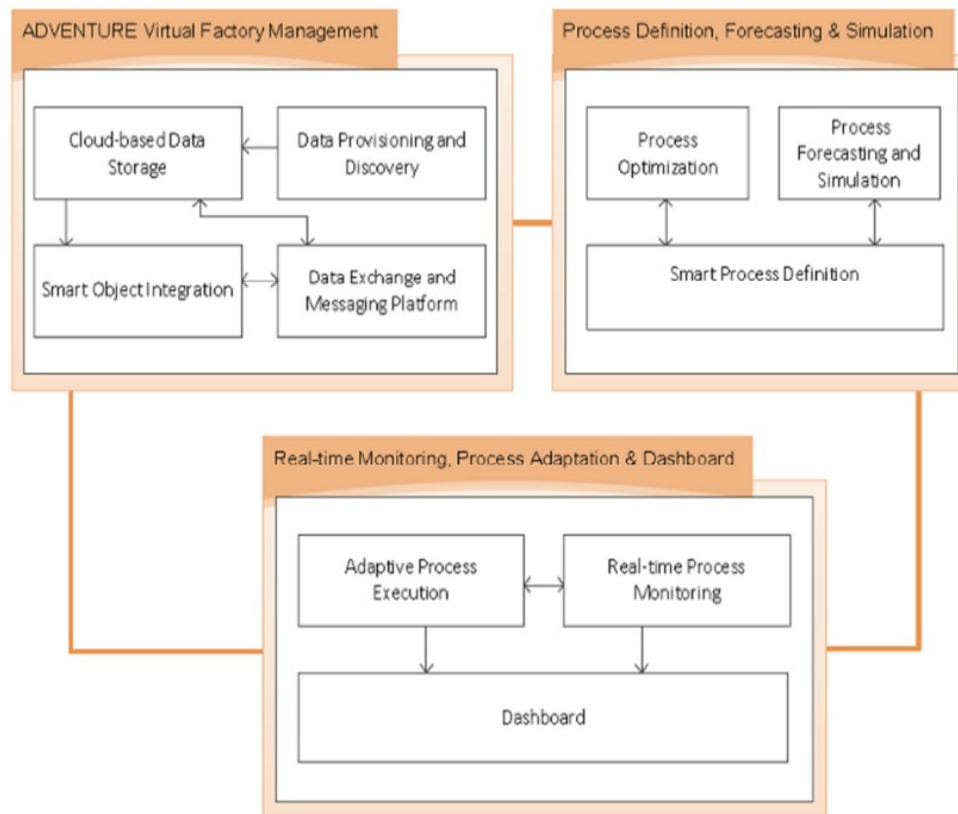 ADVENTURE Virtual Factory Management
Cloud-based Data
Storage
Data Provisioning and
Discovery
Smart Object Integration
Data Exchange and
Messaging Platform
Process Definition, Forecasting & Simulation
Process
Optimization
Process
Forecasting and
Simulation
Smart Process Definition
Real-time Monitoring, Process Adaptation & Dashboard
Adaptive Process
Execution
Real-time Process
Monitoring
Dashboard